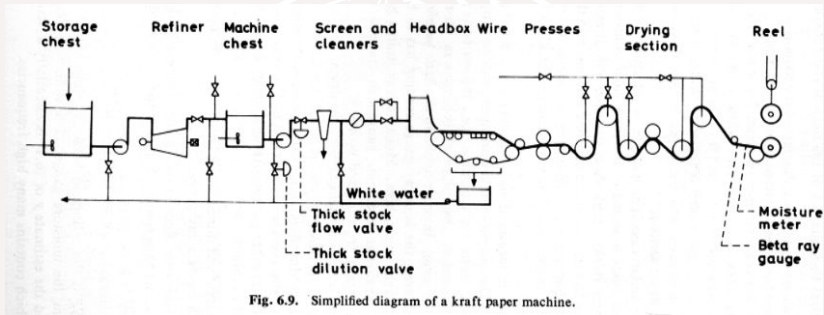 Storage
chest
Refiner
Machine
chest
Screen and
cleaners
Headbox Wire
Presses
Drying
section
Reel
White water
Thick stock
flow valve
Thick stock
dilution valve
Moisture
meter
Beta ray
gauge
Fig. 6.9. Simplified diagram of a kraft paper machine.